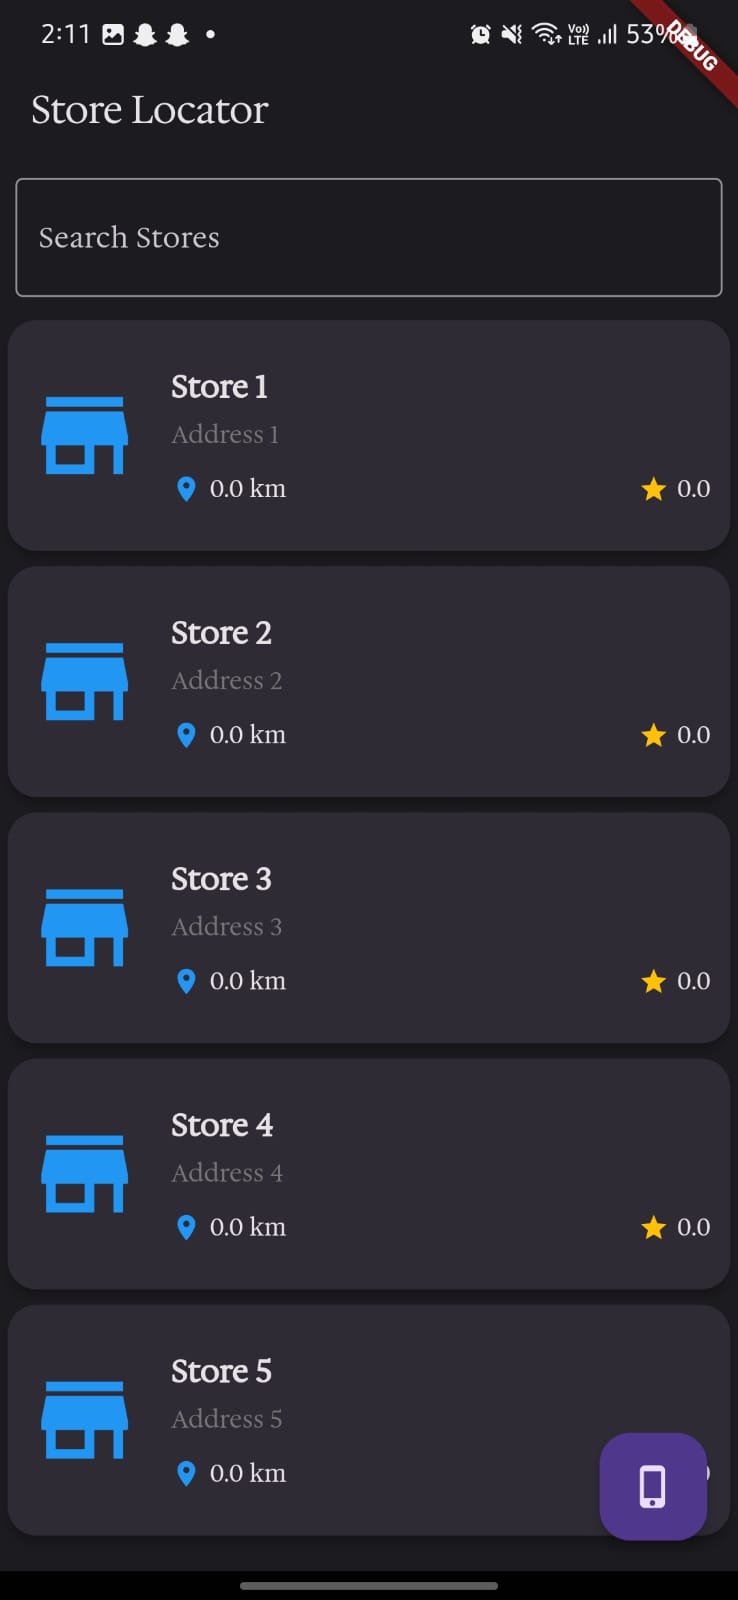 2:11
Vo)) LTE 53%
DEBUG
Store Locator
Search Stores
Store 1
Address 1
0.0 km 0.0
Store 2
Address 2
0.0 km 0.0
Store 3
Address 3
0.0 km 0.0
Store 4
Address 4
0.0 km 0.0
Store 5
Address 5
0.0 km